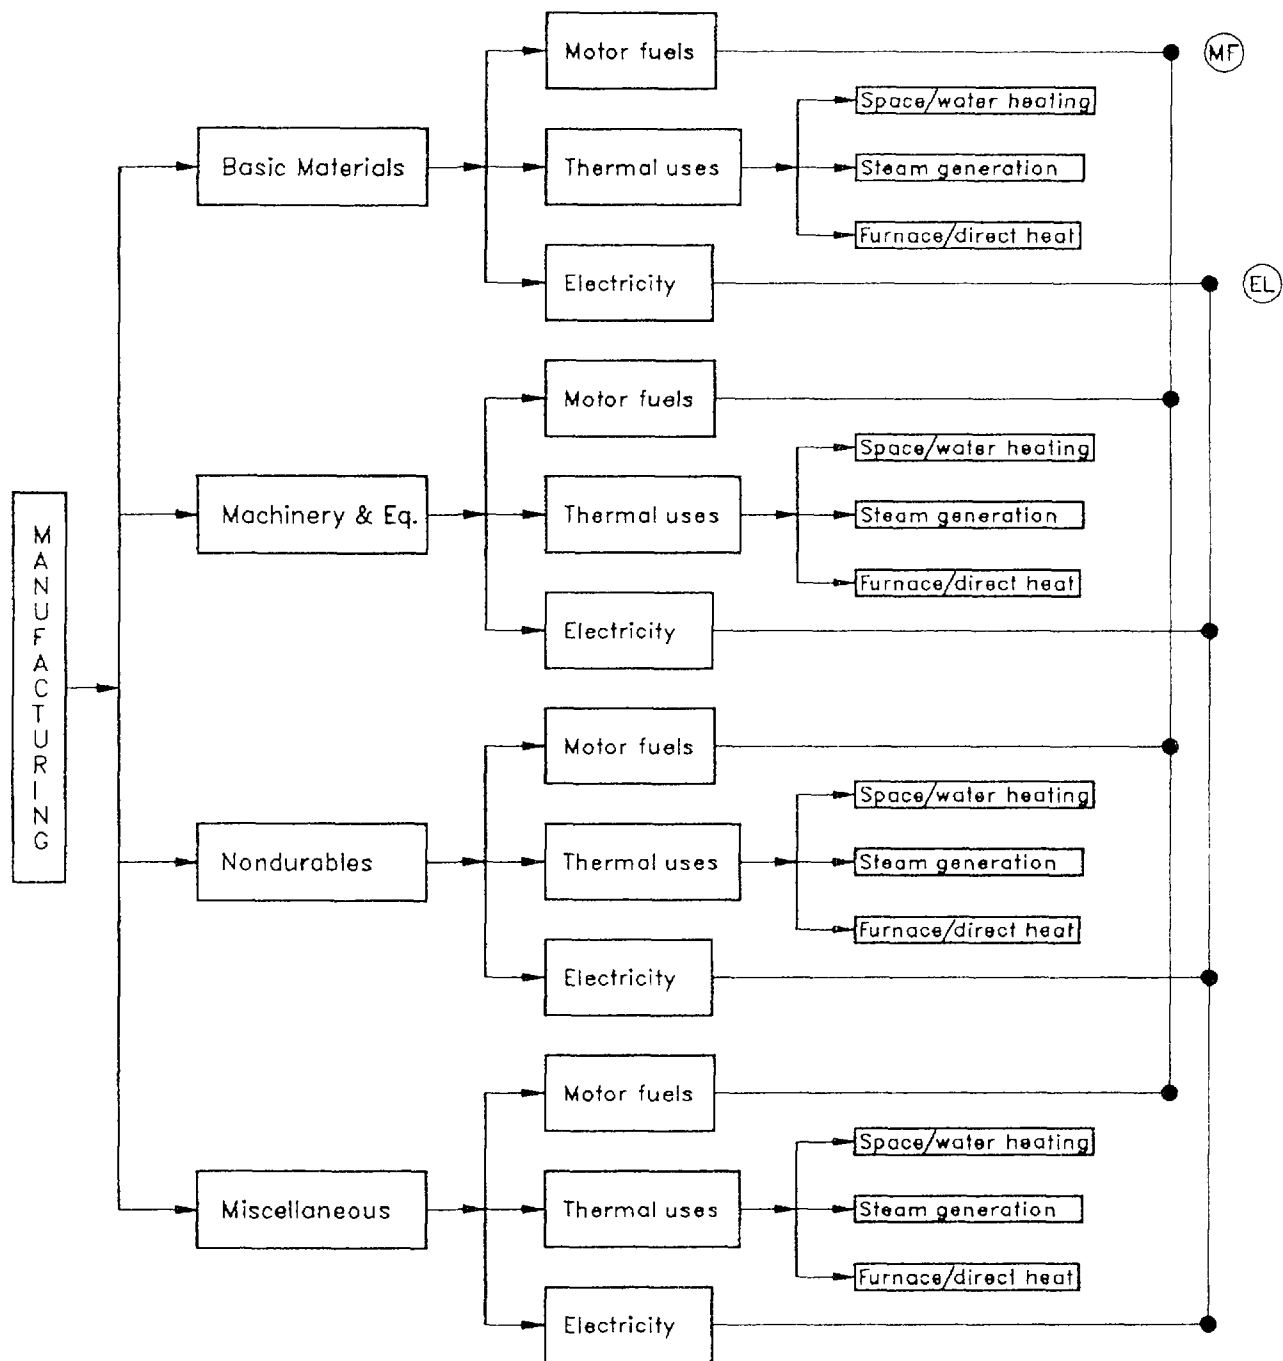 MANUFACTURING
Basic Materials
Motor fuels
MF
Thermal uses
Space/water heating
Steam generation
Furnace/direct heat
Electricity
EL
Machinery & Eq.
Motor fuels
Thermal uses
Space/water heating
Steam generation
Furnace/direct heat
Electricity
Nondurables
Motor fuels
Thermal uses
Space/water heating
Steam generation
Furnace/direct heat
Electricity
Miscellaneous
Motor fuels
Thermal uses
Space/water heating
Steam generation
Furnace/direct heat
Electricity